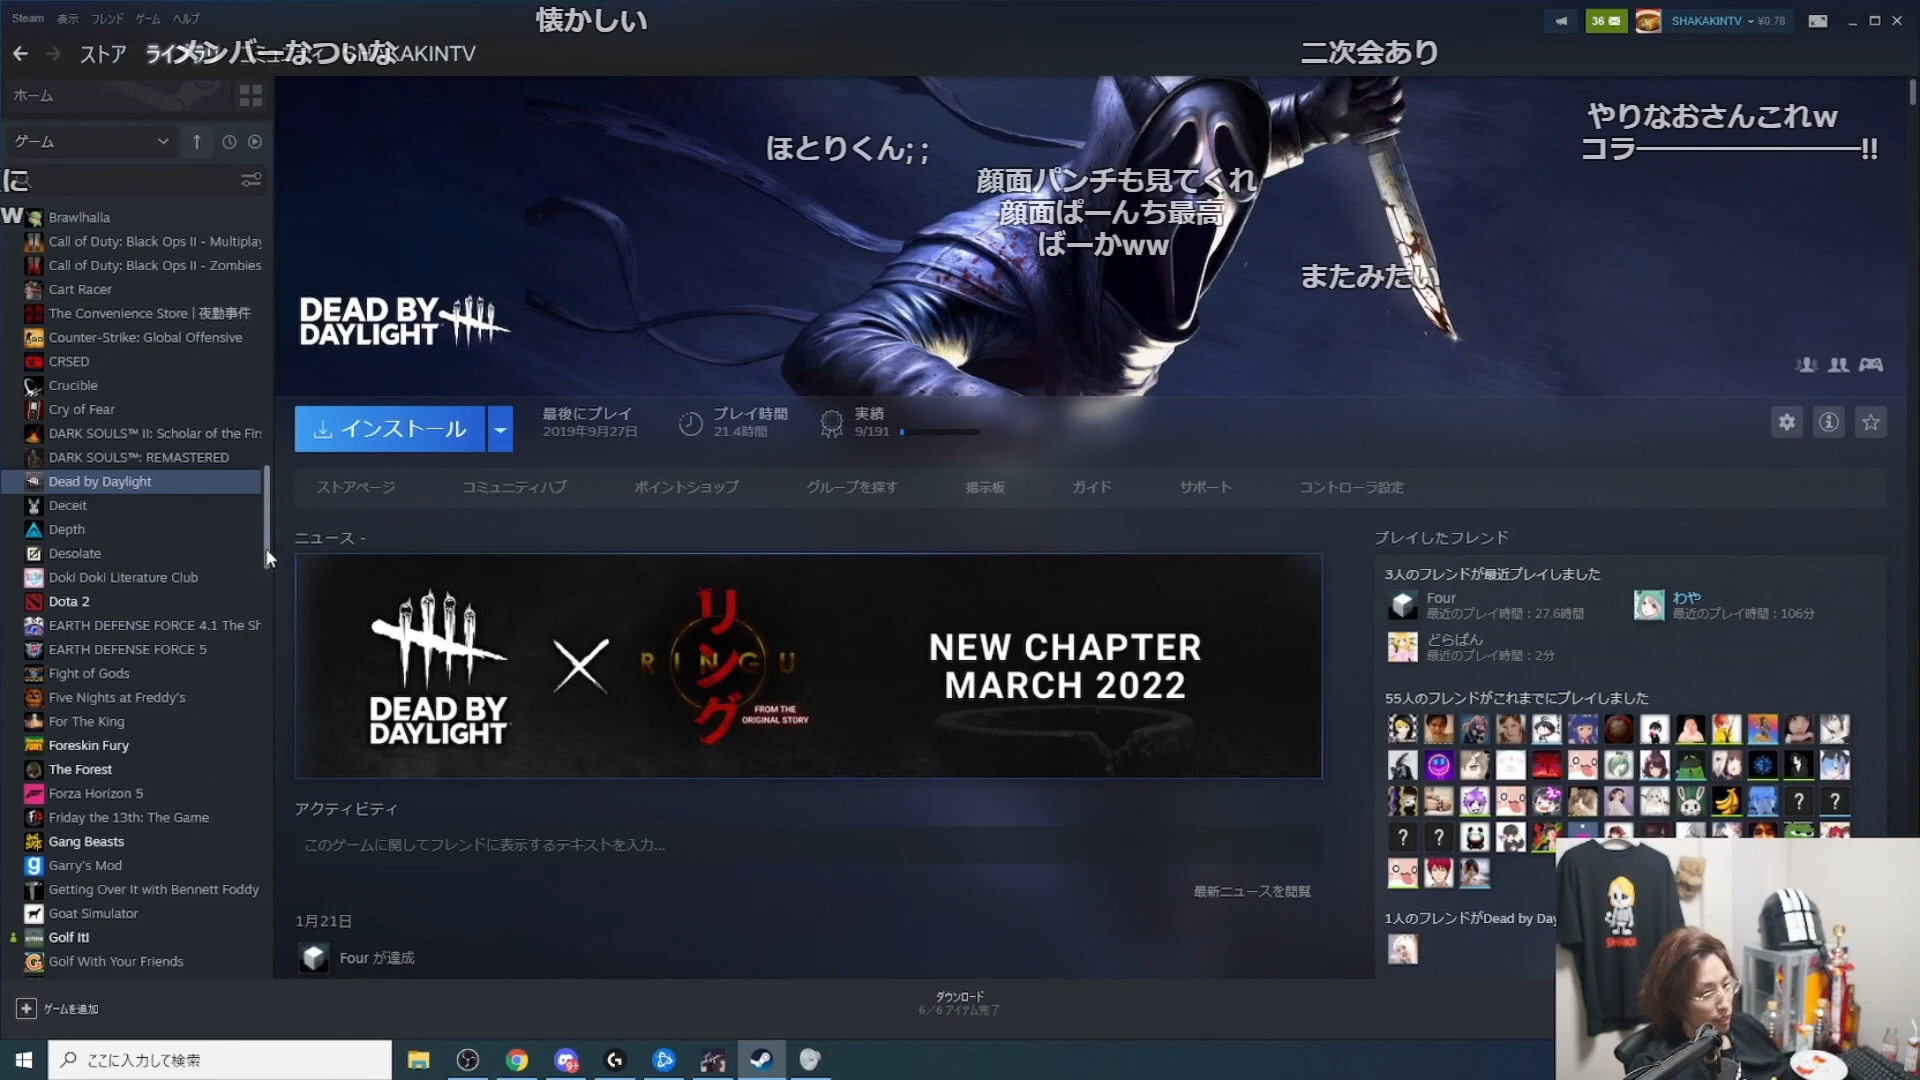 Steam 表示 フレンド ゲーム ヘルプ
懐かしい
36
SHAKAKINTV ¥0.78
ストア
メンバーなついな
SHAKAKINTV
二次会あり
ホーム
ゲーム
に
w
Brawlhalla
Call of Duty: Black Ops II - Multiplay
Call of Duty: Black Ops II - Zombies
Cart Racer
The Convenience Store | 夜勤事件
Counter-Strike: Global Offensive
CRSED
Crucible
Cry of Fear
DARK SOULS™ II: Scholar of the Firs
DARK SOULS™: REMASTERED
Dead by Daylight
Deceit
Depth
Desolate
Doki Doki Literature Club
Dota 2
EARTH DEFENSE FORCE 4.1 The Sh
EARTH DEFENSE FORCE 5
Fight of Gods
Five Nights at Freddy's
For The King
Foreskin Fury
The Forest
Forza Horizon 5
Friday the 13th: The Game
Gang Beasts
Garry's Mod
Getting Over It with Bennett Foddy
Goat Simulator
Golf It!
Golf With Your Friends
ゲームを追加
やりなおさんこれw
コラ――――――――!!
ほとりくん; ;
顔面パンチも見てくれ
顔面ぱーんち最高
ばーかww
またみたい
DEAD BY
DAYLIGHT
インストール
最後にプレイ
2019年9月27日
プレイ時間
21.4時間
実績
9/191
ストアページ コミュニティハブ ポイントショップ グループを探す 掲示板 ガイド サポート コントローラ設定
ニュース -
DEAD BY
DAYLIGHT
リング
RINGU
FROM THE
ORIGINAL STORY
NEW CHAPTER
MARCH 2022
アクティビティ
このゲームに関してフレンドに表示するテキストを入力...
最新ニュースを閲覧
1月21日
Four が達成
プレイしたフレンド
3人のフレンドが最近プレイしました
Four
最近のプレイ時間：27.6時間
わや
最近のプレイ時間：106分
どらぱん
最近のプレイ時間：2分
55人のフレンドがこれまでにプレイしました
? ?
? ?
1人のフレンドがDead by Day
ダウンロード
6／6 アイテム完了
ここに入力して検索